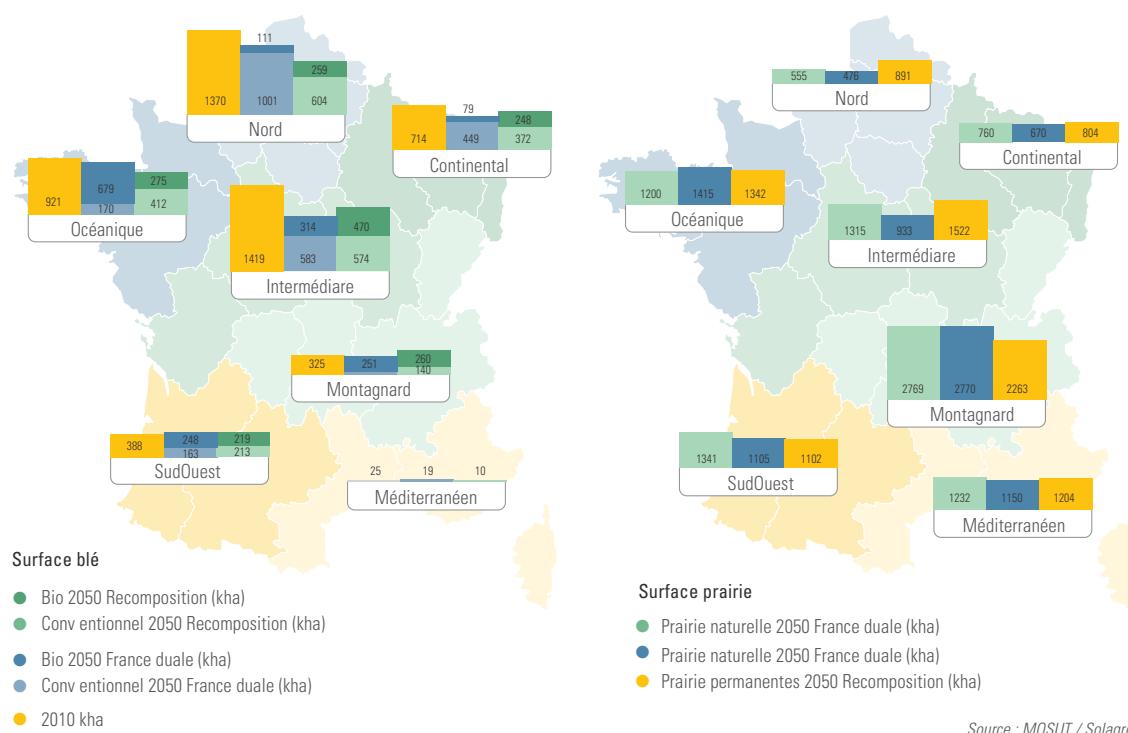 111
259
1370
1001
604
Nord
79
248
714
449
372
Continental
679
275
921
170
412
Océanique
314
470
1419
583
574
Intermédiare
325
251
260
140
Montagnard
388
248
219
163
213
SudOuest
25
19
10
Méditerranéen
Surface blé
Bio 2050 Recomposition (kha)
Conv entionnel 2050 Recomposition (kha)
Bio 2050 France duale (kha)
Conv entionnel 2050 France duale (kha)
2010 kha
555
476
891
Nord
760
670
804
Continental
1200
1415
1342
Océanique
1315
933
1522
Intermédiare
2769
2770
2263
Montagnard
1341
1105
1102
SudOuest
1232
1150
1204
Méditerranéen
Surface prairie
Prairie naturelle 2050 France duale (kha)
Prairie naturelle 2050 France duale (kha)
Prairie permanentes 2050 Recomposition (kha)
Source : MOSUT / Solagro